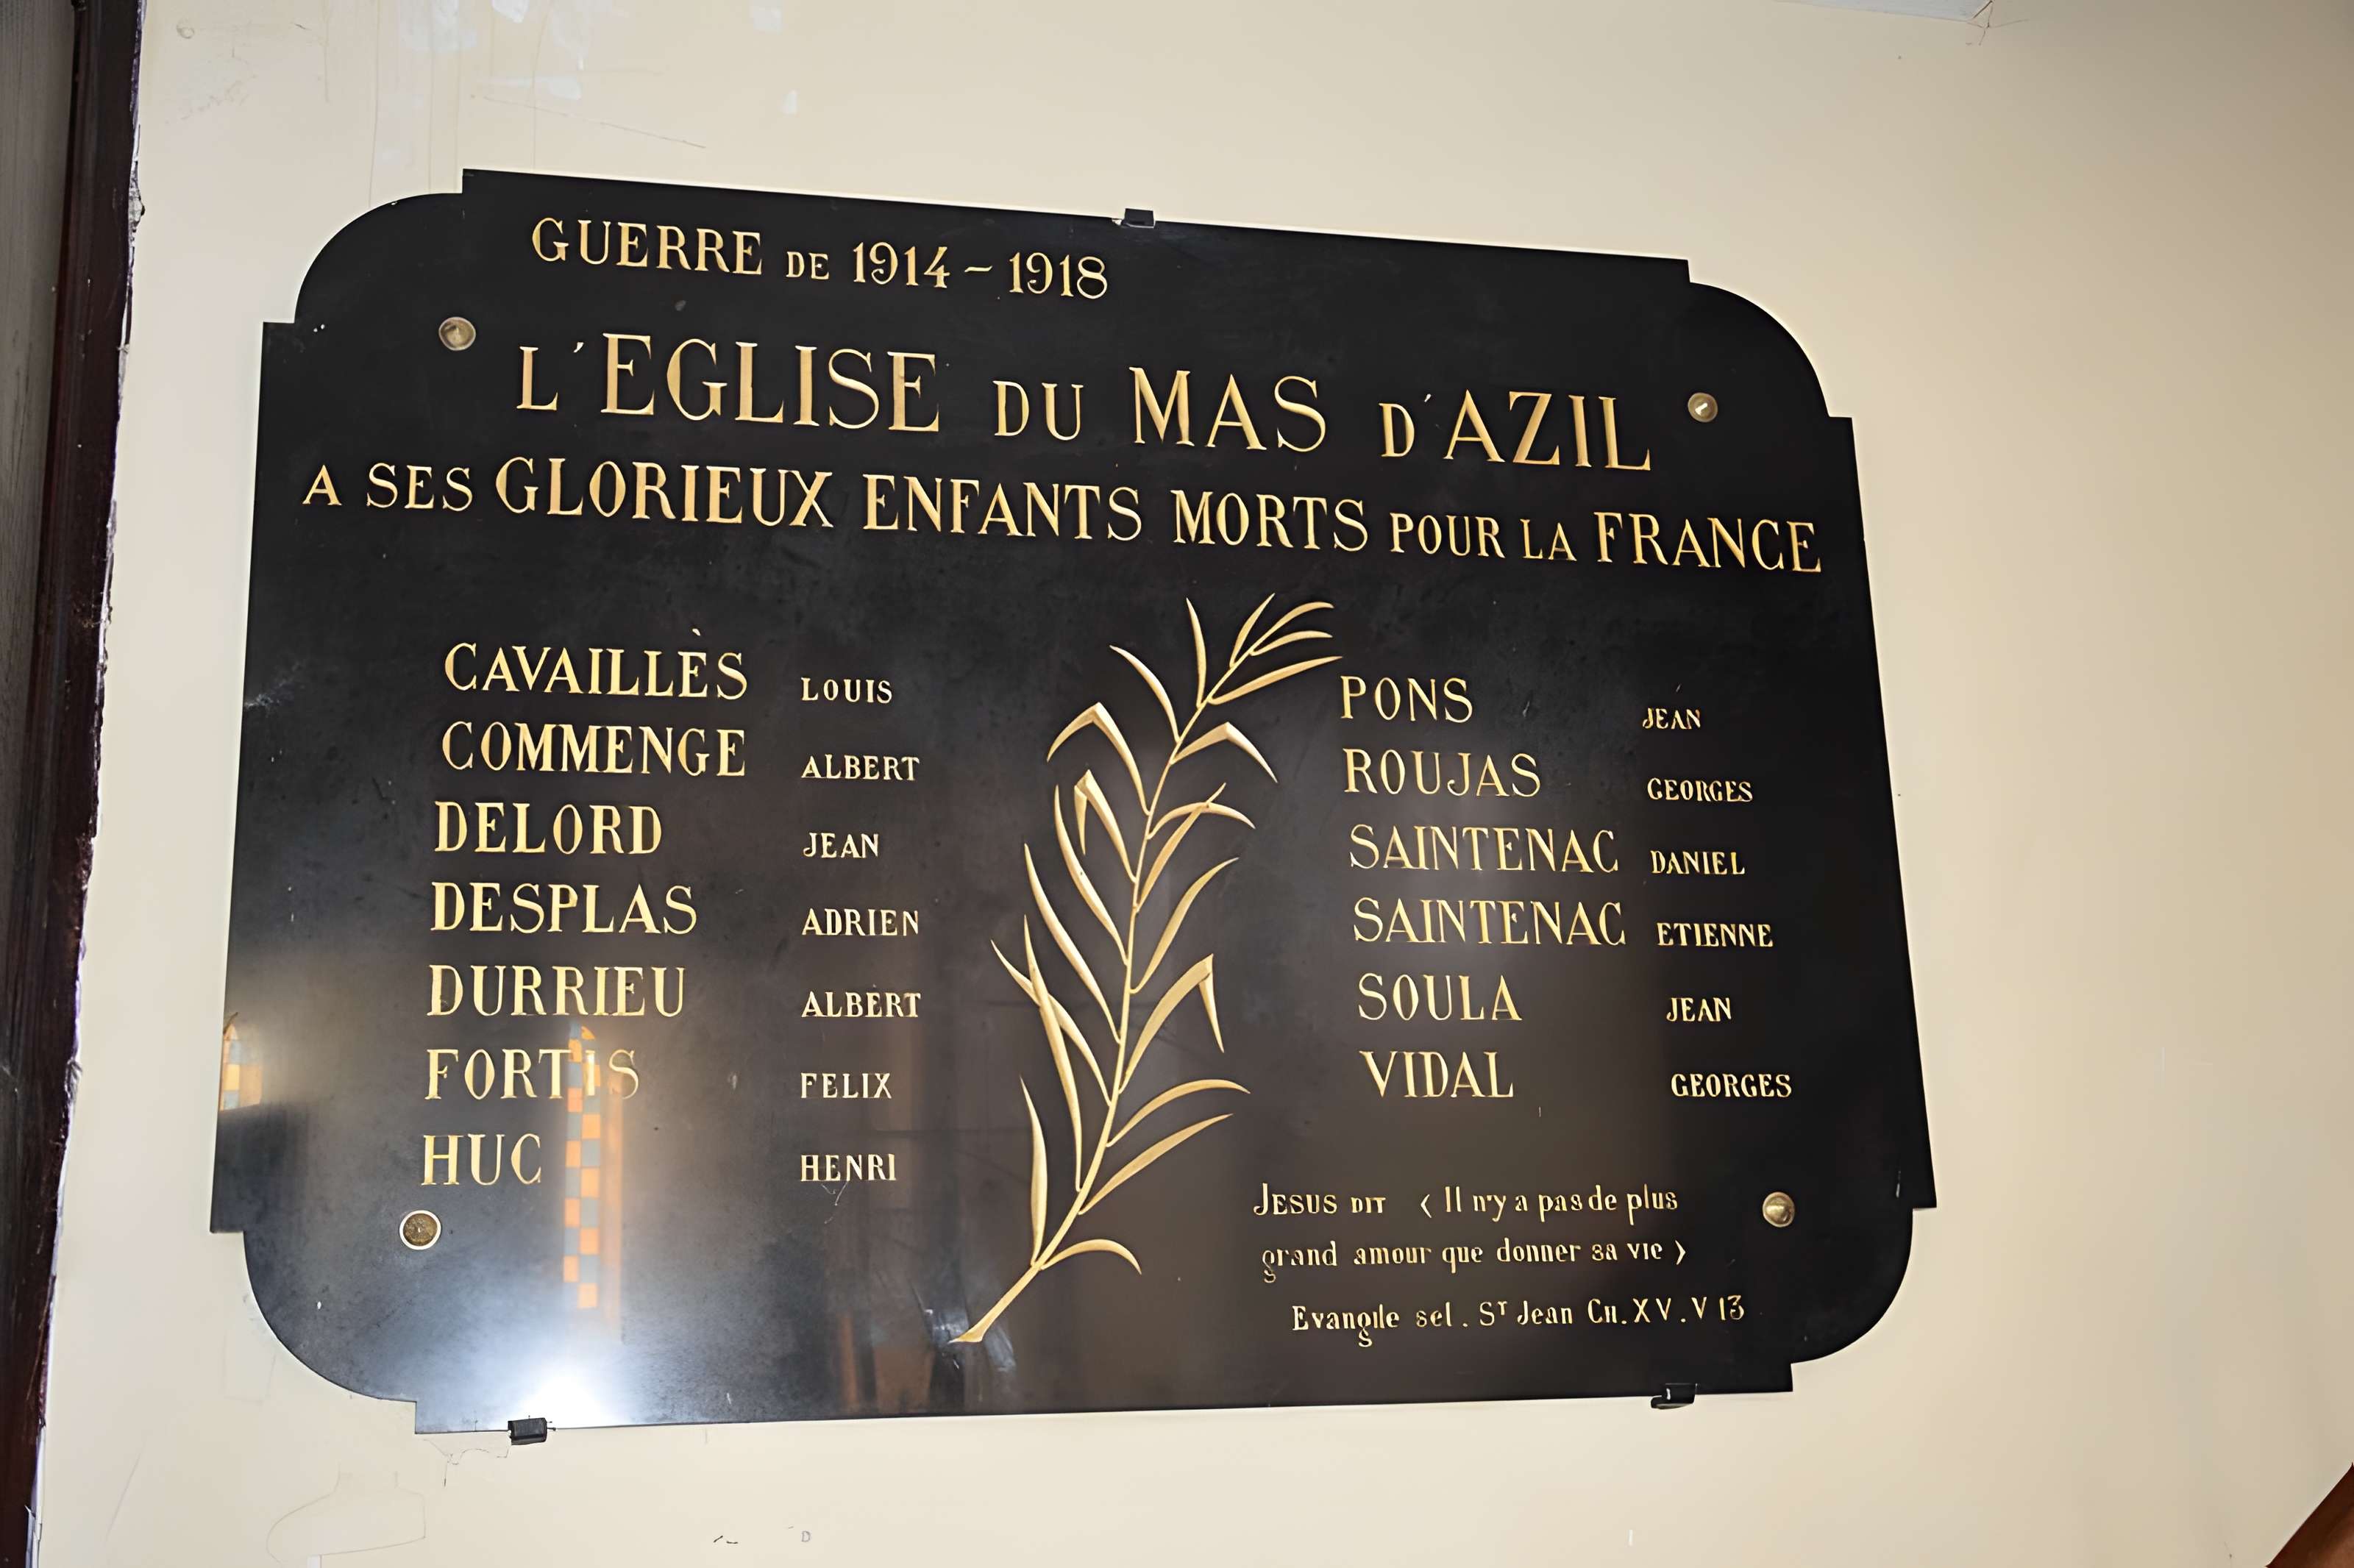 GUERRE DE 1914 - 1918
L'EGLISE DU MAS D'AZIL
A SES GLORIEUX ENFANTS MORTS POUR LA FRANCE
CAVAILLÈS LOUIS
COMMENGE ALBERT
DELORD JEAN
DESPLAS ADRIEN
DURRIEU ALBERT
FORTIS FELIX
HUC HENRI
PONS JEAN
ROUJAS GEORGES
SAINTENAC DANIEL
SAINTENAC ETIENNE
SOULA JEAN
VIDAL GEORGES
JESUS DIT < Il n'y a pas de plus
grand amour que donner sa vie >
Evangile sel. St Jean Ch. XV. V 13